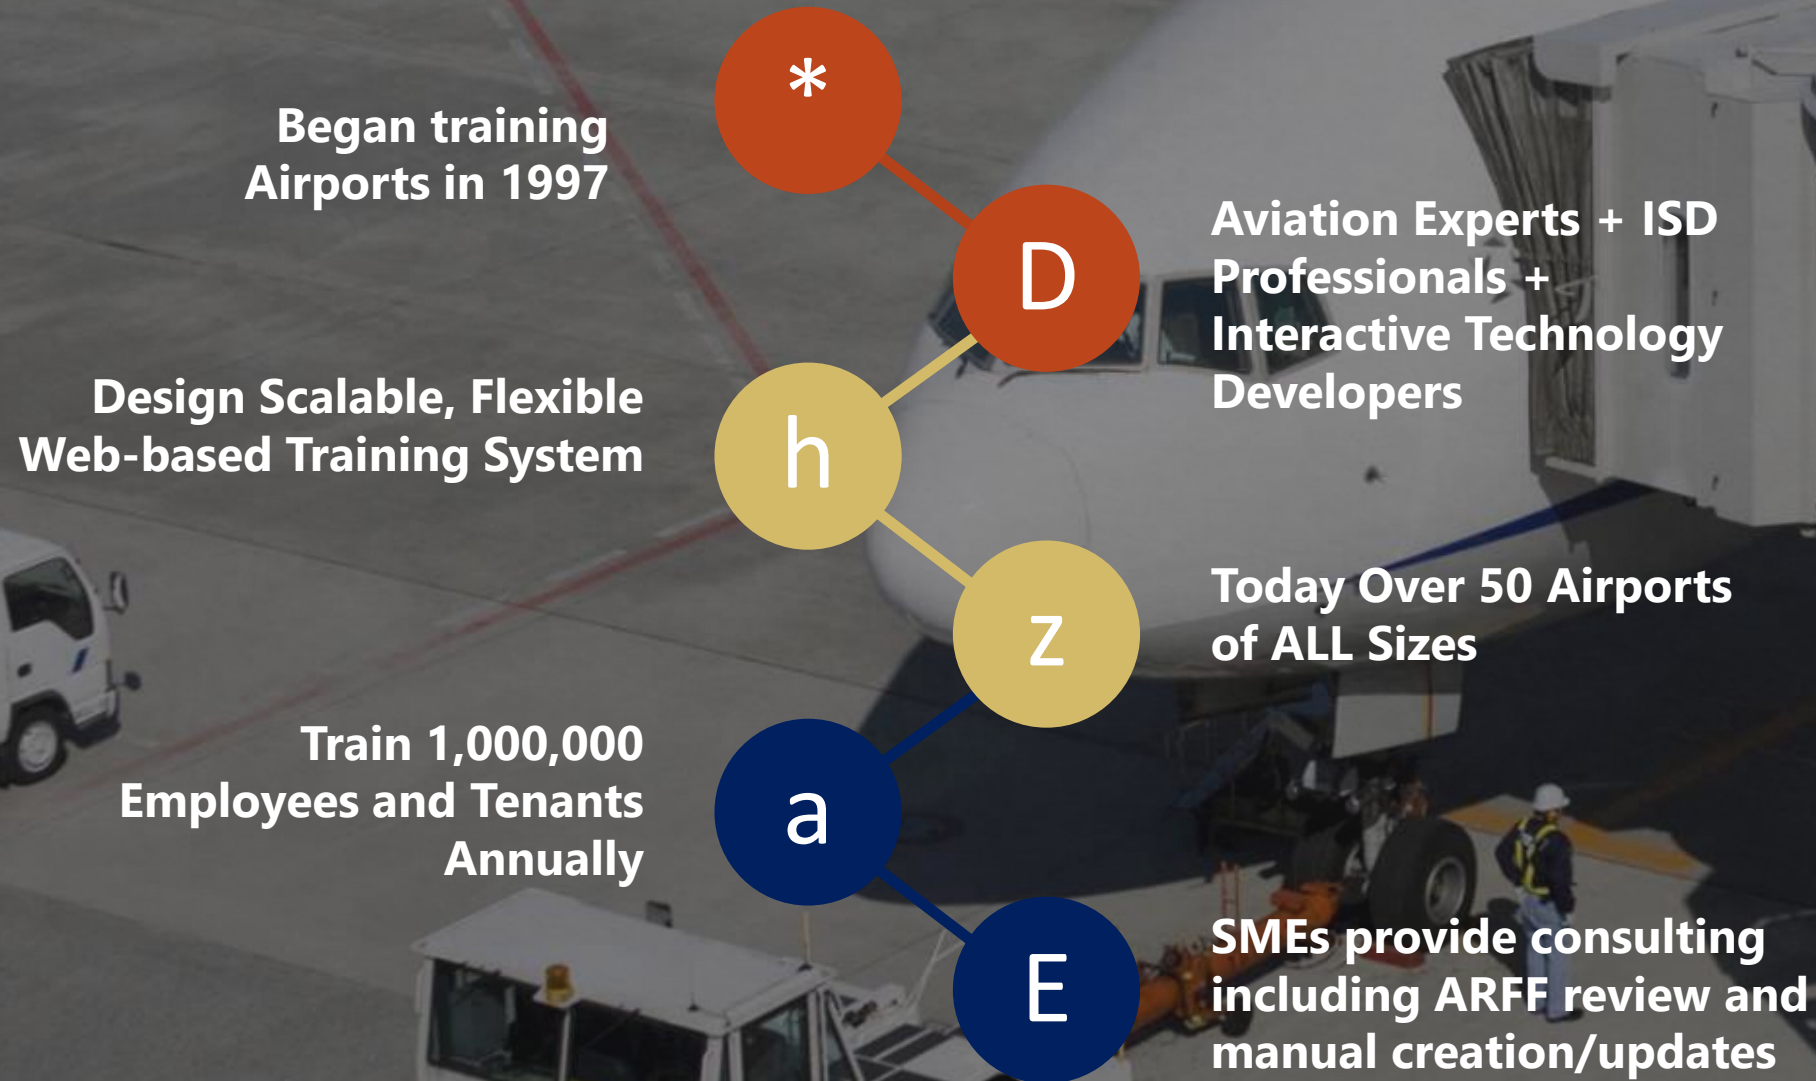 *
Began training
Airports in 1997
D
Aviation Experts + ISD
Professionals +
Interactive Technology
Developers
h
Design Scalable, Flexible
Web-based Training System
z
Today Over 50 Airports
of ALL Sizes
a
Train 1,000,000
Employees and Tenants
Annually
E
SMEs provide consulting
including ARFF review and
manual creation/updates